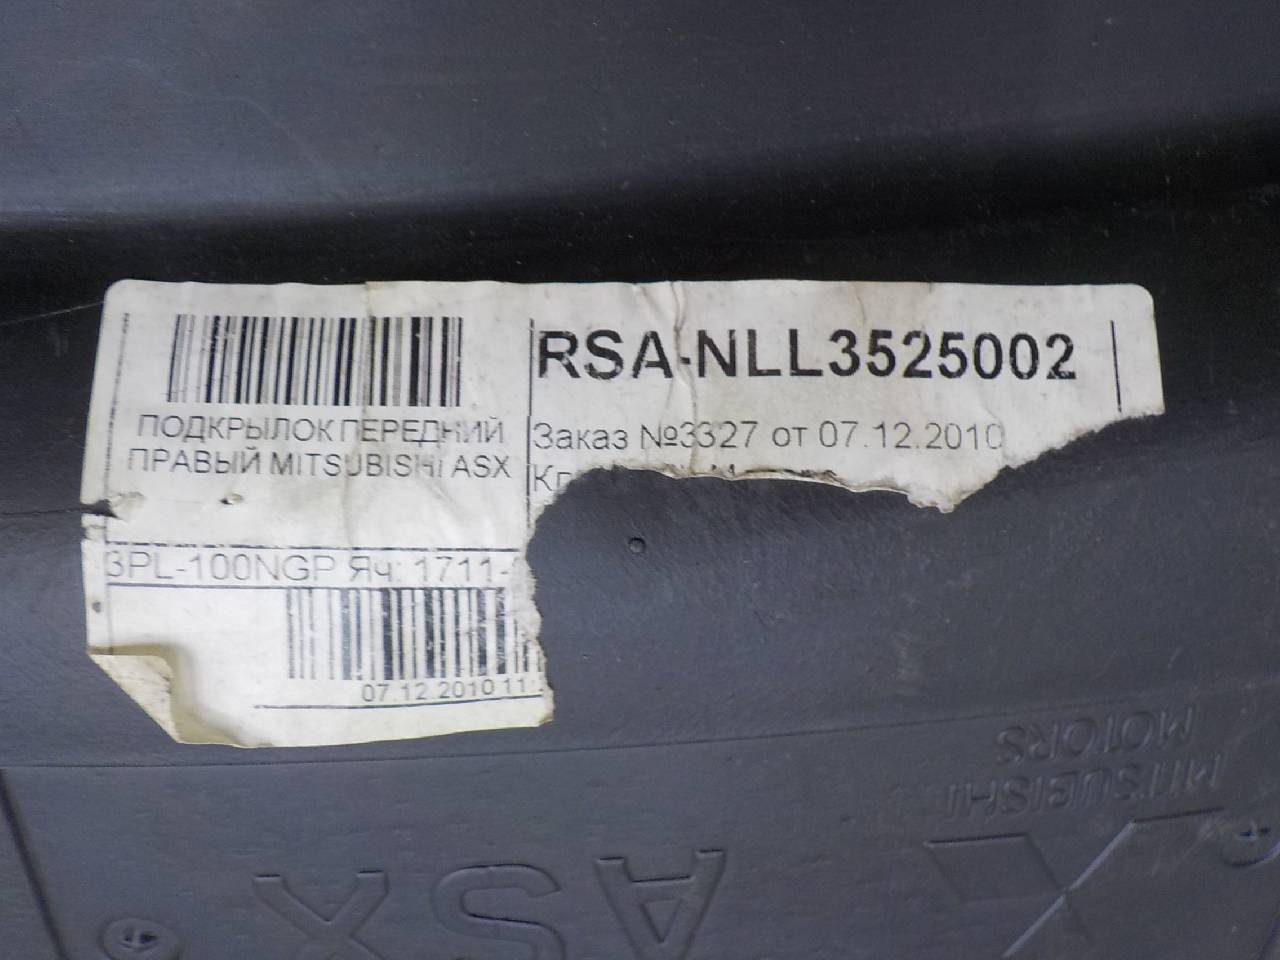 RSA-NLL3525002
ПОДКРЫЛОК ПЕРЕДНИЙ
ПРАВЫЙ MITSUBISHI ASX
Заказ №3327 от 07.12.2010
3PL-100NGP Яч: 1711-
07.12.2010 11:
MITSUBISHI
MOTORS
ASX